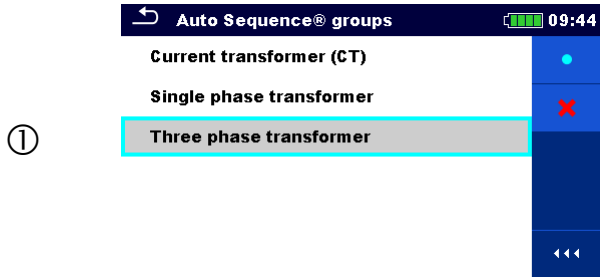 Auto Sequence® groups 09:44
Current transformer (CT)
Single phase transformer
Three phase transformer
①